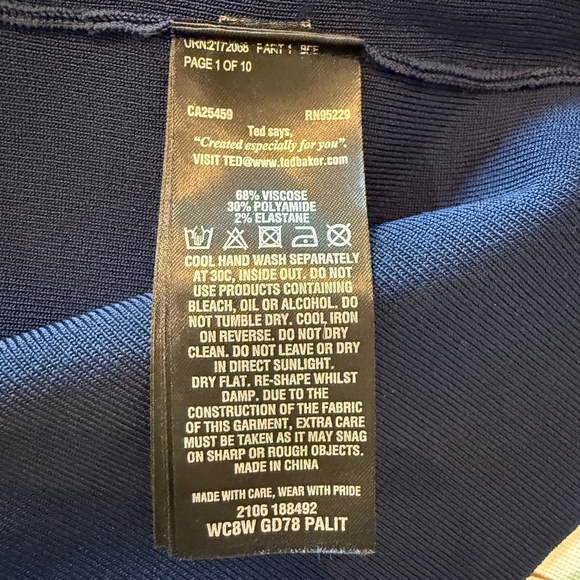 URN:2172068 PART 1 BCE
PAGE 1 OF 10
CA25459 RN95229
Ted says,
"Created especially for you".
VISIT TED@www.tedbaker.com
68% VISCOSE
30% POLYAMIDE
2% ELASTANE
COOL HAND WASH SEPARATELY
AT 30C, INSIDE OUT. DO NOT
USE PRODUCTS CONTAINING
BLEACH, OIL OR ALCOHOL. DO
NOT TUMBLE DRY. COOL IRON
ON REVERSE. DO NOT DRY
CLEAN. DO NOT LEAVE OR DRY
IN DIRECT SUNLIGHT.
DRY FLAT. RE-SHAPE WHILST
DAMP. DUE TO THE
CONSTRUCTION OF THE FABRIC
OF THIS GARMENT, EXTRA CARE
MUST BE TAKEN AS IT MAY SNAG
ON SHARP OR ROUGH OBJECTS.
MADE IN CHINA
MADE WITH CARE, WEAR WITH PRIDE
2106 188492
WC8W GD78 PALIT